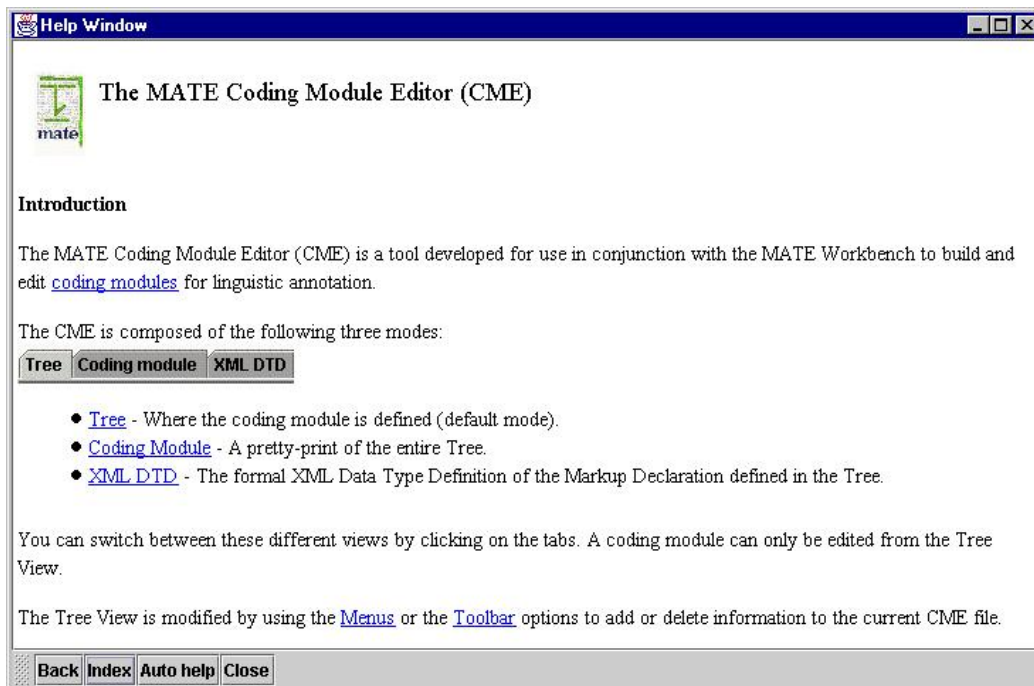 Help Window
The MATE Coding Module Editor (CME)
mate
Introduction
The MATE Coding Module Editor (CME) is a tool developed for use in conjunction with the MATE Workbench to build and
edit coding modules for linguistic annotation.
The CME is composed of the following three modes:
Tree Coding module XML DTD
Tree - Where the coding module is defined (default mode).
Coding Module - A pretty-print of the entire Tree.
XML DTD - The formal XML Data Type Definition of the Markup Declaration defined in the Tree.
You can switch between these different views by clicking on the tabs. A coding module can only be edited from the Tree
View.
The Tree View is modified by using the Menus or the Toolbar options to add or delete information to the current CME file.
Back Index Auto help Close